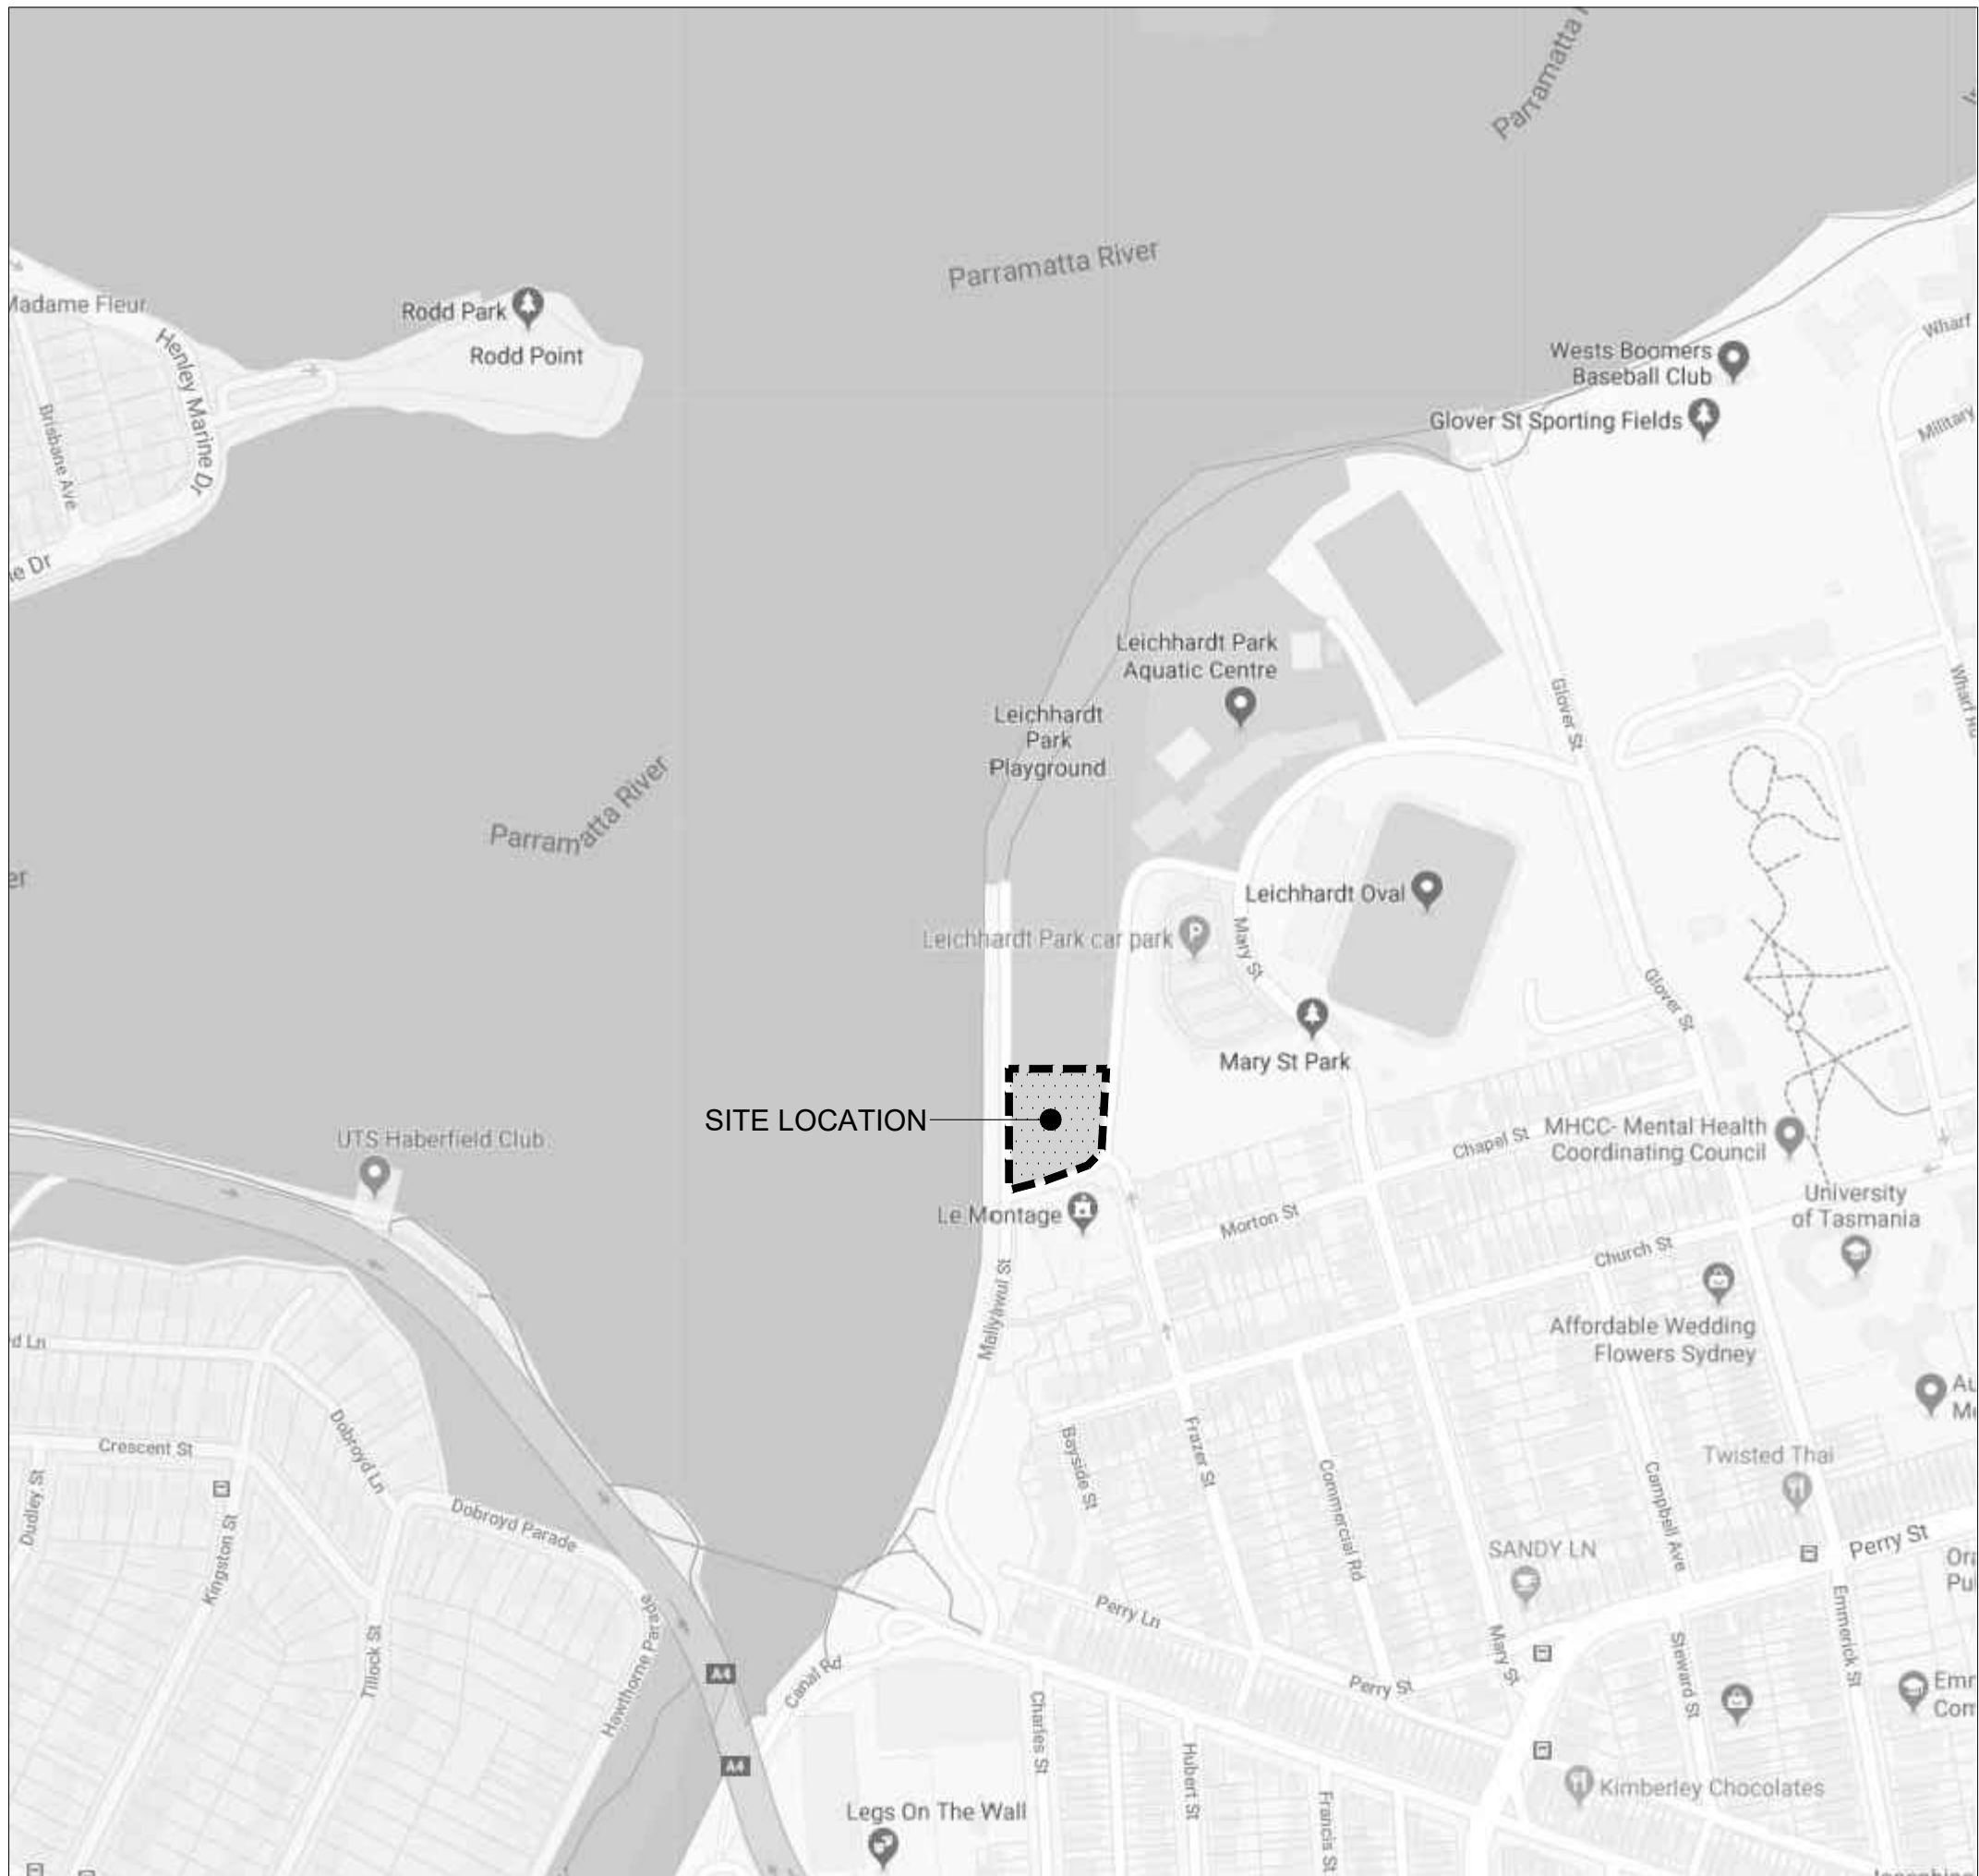 Parramatta
Parramatta River
Madame Fleur
Rodd Park
Rodd Point
Henley Marine Dr
Brisbane Ave
Wharf
Wests Boomers
Baseball Club
Glover St Sporting Fields
Military
Leichhardt Park
Aquatic Centre
Leichhardt
Park
Playground
Glover St
Parramatta River
Leichhardt Oval
Leichhardt Park car park
Mary St
Glover St
Mary St Park
SITE LOCATION
UTS Haberfield Club
Chapel St
MHCC- Mental Health
Coordinating Council
University
of Tasmania
Le Montage
Morton St
Church St
Mallyawul St
Affordable Wedding
Flowers Sydney
Crescent St
Dobroyd Ln
Dudley St
Kingston St
Dobroyd Parade
Bayside St
Frazer St
Commercial Rd
Campbell Ave
Twisted Thai
SANDY LN
Perry St
Perry Ln
Emmerick St
Tillock St
Hawthorne Parade
A4
Canal Rd
Perry St
Mary St
Steward St
Charles St
A4
Hubert St
Francis St
Kimberley Chocolates
Legs On The Wall